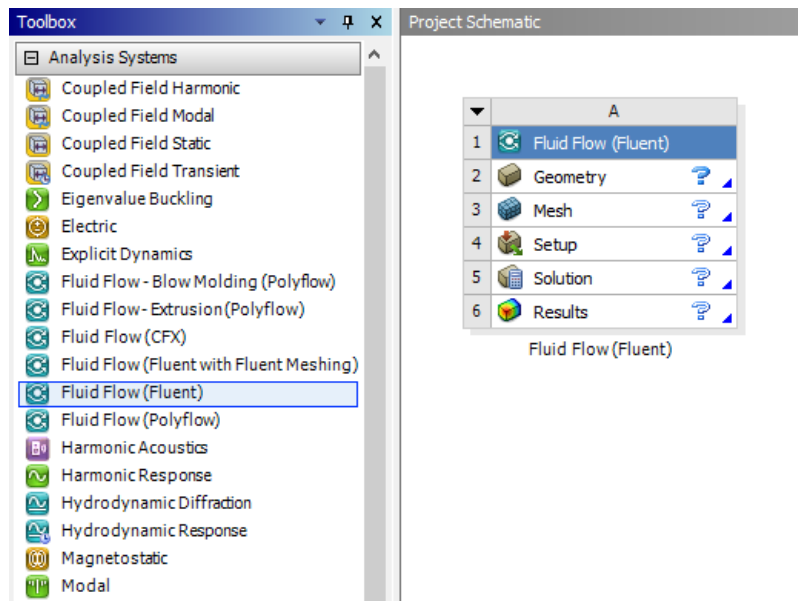 Toolbox
Analysis Systems
Coupled Field Harmonic
Coupled Field Modal
Coupled Field Static
Coupled Field Transient
Eigenvalue Buckling
Electric
Explicit Dynamics
Fluid Flow - Blow Molding (Polyflow)
Fluid Flow- Extrusion (Polyflow)
Fluid Flow (CFX)
Fluid Flow (Fluent with Fluent Meshing)
Fluid Flow (Fluent)
Fluid Flow (Polyflow)
Harmonic Acoustics
Harmonic Response
Hydrodynamic Diffraction
Hydrodynamic Response
Magnetostatic
Modal
Project Schematic
A
1 Fluid Flow (Fluent)
2 Geometry ?
3 Mesh ?
4 Setup ?
5 Solution ?
6 Results ?
Fluid Flow (Fluent)